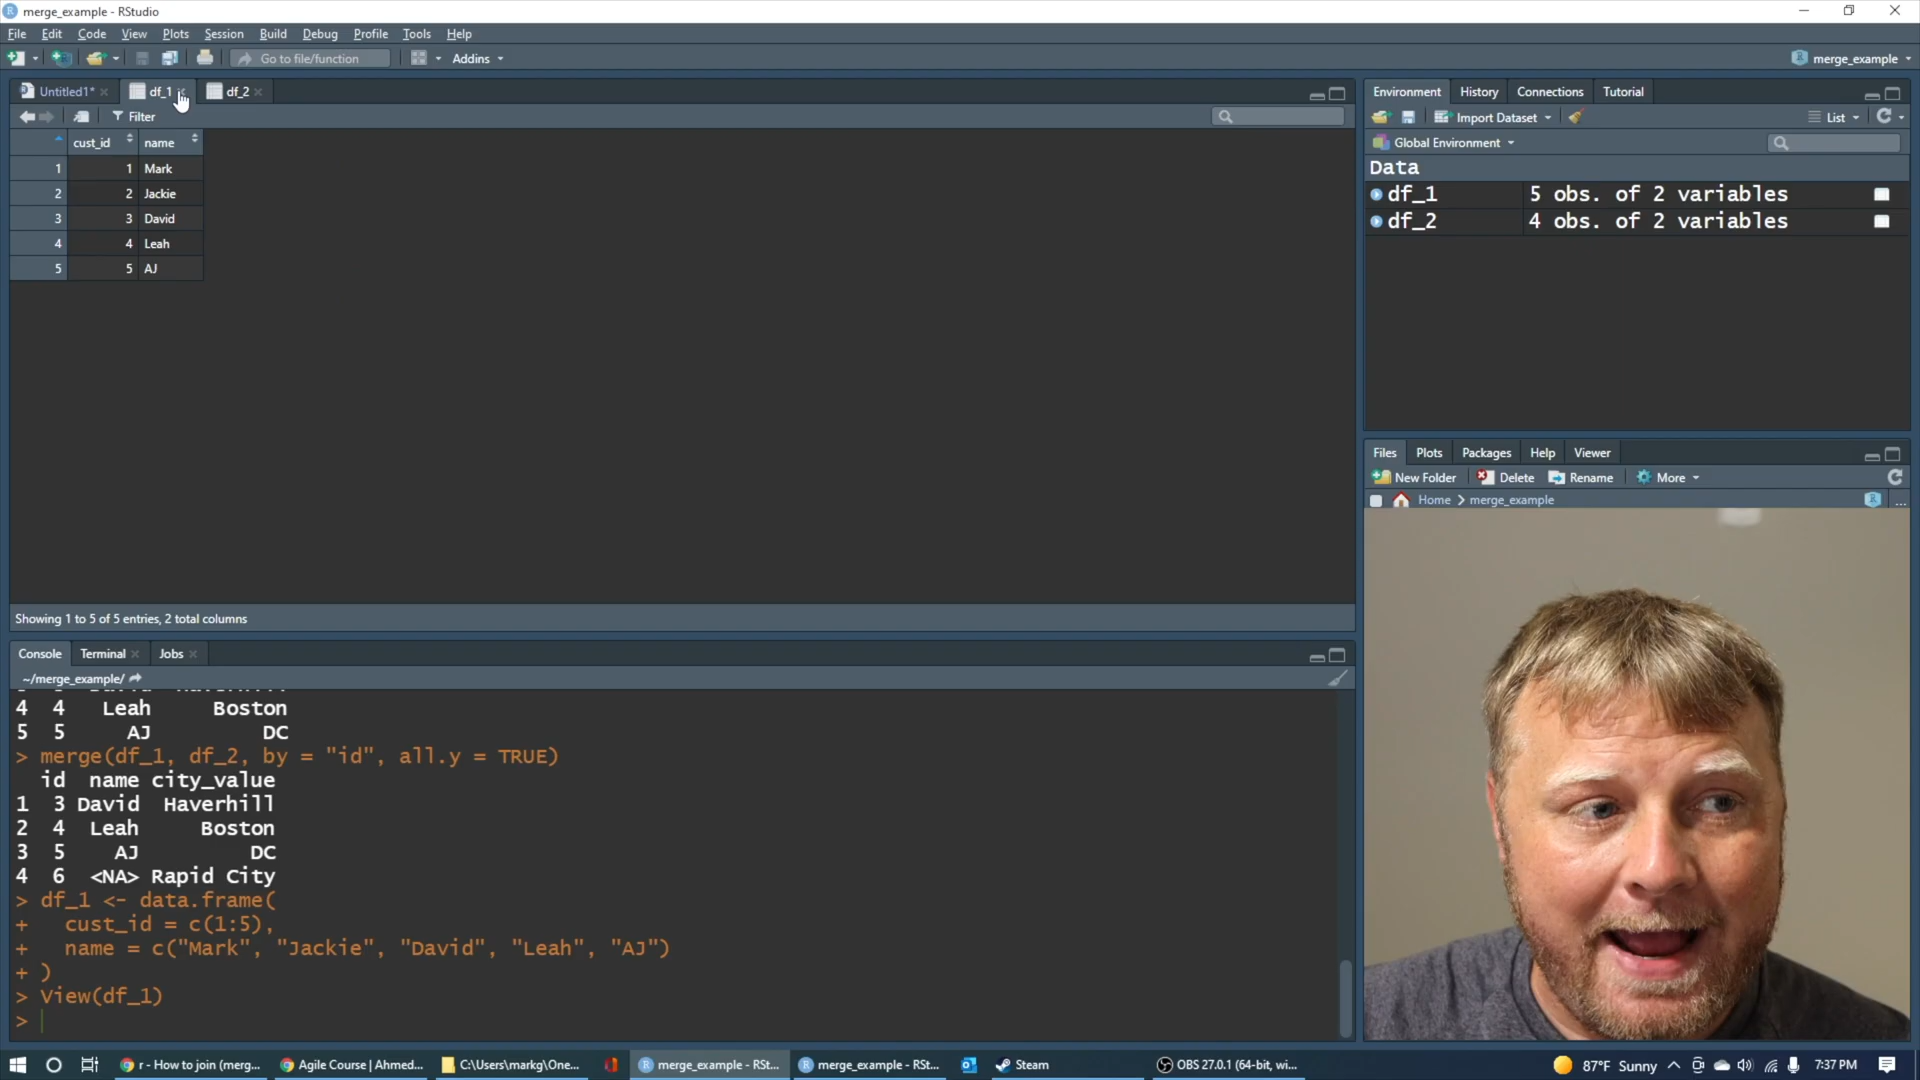 merge_example - RStudio
File Edit Code View Plots Session Build Debug Profile Tools Help
Go to file/function Addins merge_example
Untitled1* df_1 df_2
Filter
cust_id name
1 1 Mark
2 2 Jackie
3 3 David
4 4 Leah
5 5 AJ
Showing 1 to 5 of 5 entries, 2 total columns
Console Terminal Jobs
~/merge_example/
4 4 Leah Boston
5 5 AJ DC
> merge(df_1, df_2, by = "id", all.y = TRUE)
id name city_value
1 3 David Haverhill
2 4 Leah Boston
3 5 AJ DC
4 6 <NA> Rapid City
> df_1 <- data.frame(
+ cust_id = c(1:5),
+ name = c("Mark", "Jackie", "David", "Leah", "AJ")
+ )
> View(df_1)
>
Environment History Connections Tutorial
Import Dataset List
Global Environment
Data
df_1 5 obs. of 2 variables
df_2 4 obs. of 2 variables
Files Plots Packages Help Viewer
New Folder Delete Rename More
Home > merge_example ...
r - How to join (merg... Agile Course | Ahmed... C:\Users\markg\One... merge_example - RSt... merge_example - RSt... Steam OBS 27.0.1 (64-bit, wi... 87°F Sunny 7:37 PM